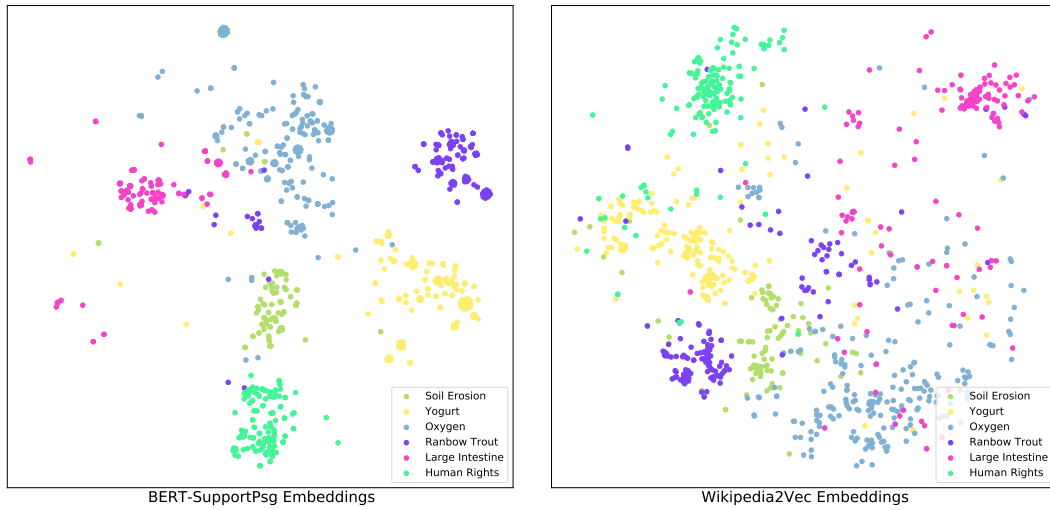 Soil Erosion
Yogurt
Oxygen
Ranbow Trout
Large Intestine
Human Rights
BERT-SupportPsg Embeddings
Soil Erosion
Yogurt
Oxygen
Ranbow Trout
Large Intestine
Human Rights
Wikipedia2Vec Embeddings